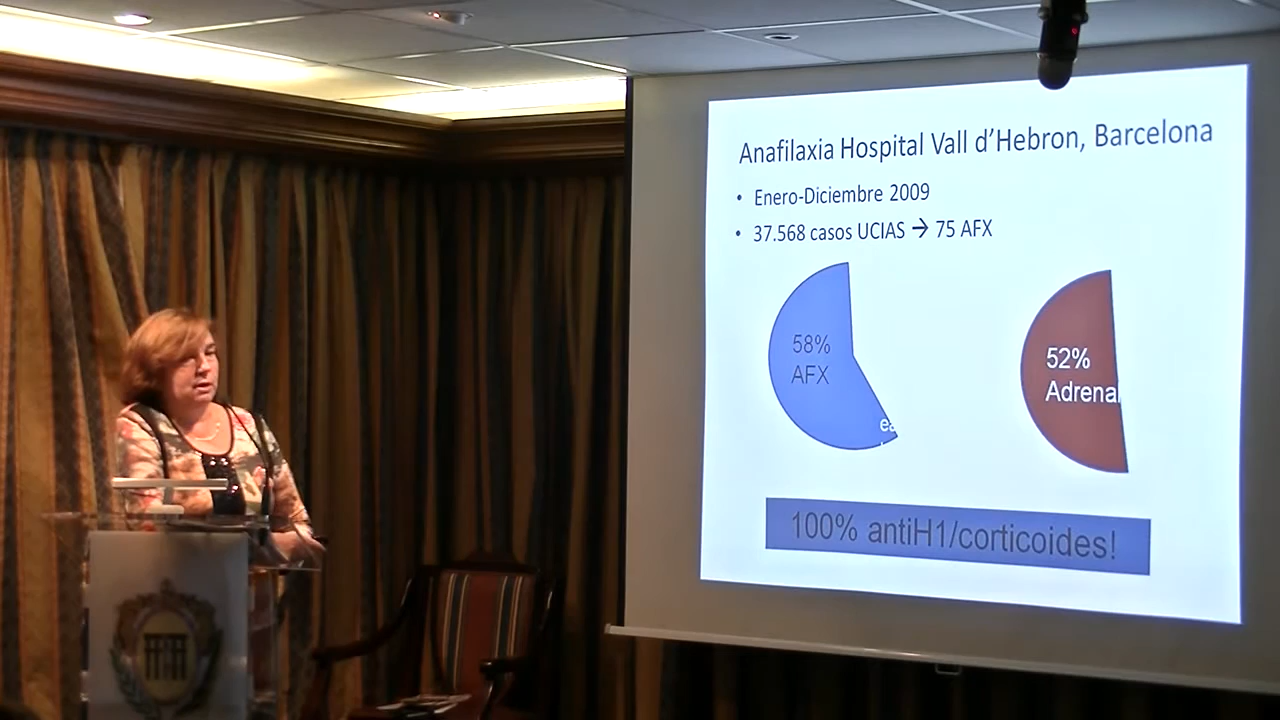 Anafilaxia Hospital Vall d'Hebron, Barcelona
• Enero-Diciembre 2009
• 37.568 casos UCIAS → 75 AFX
58%
AFX
52%
Adrenal
100% antiH1/corticoides!